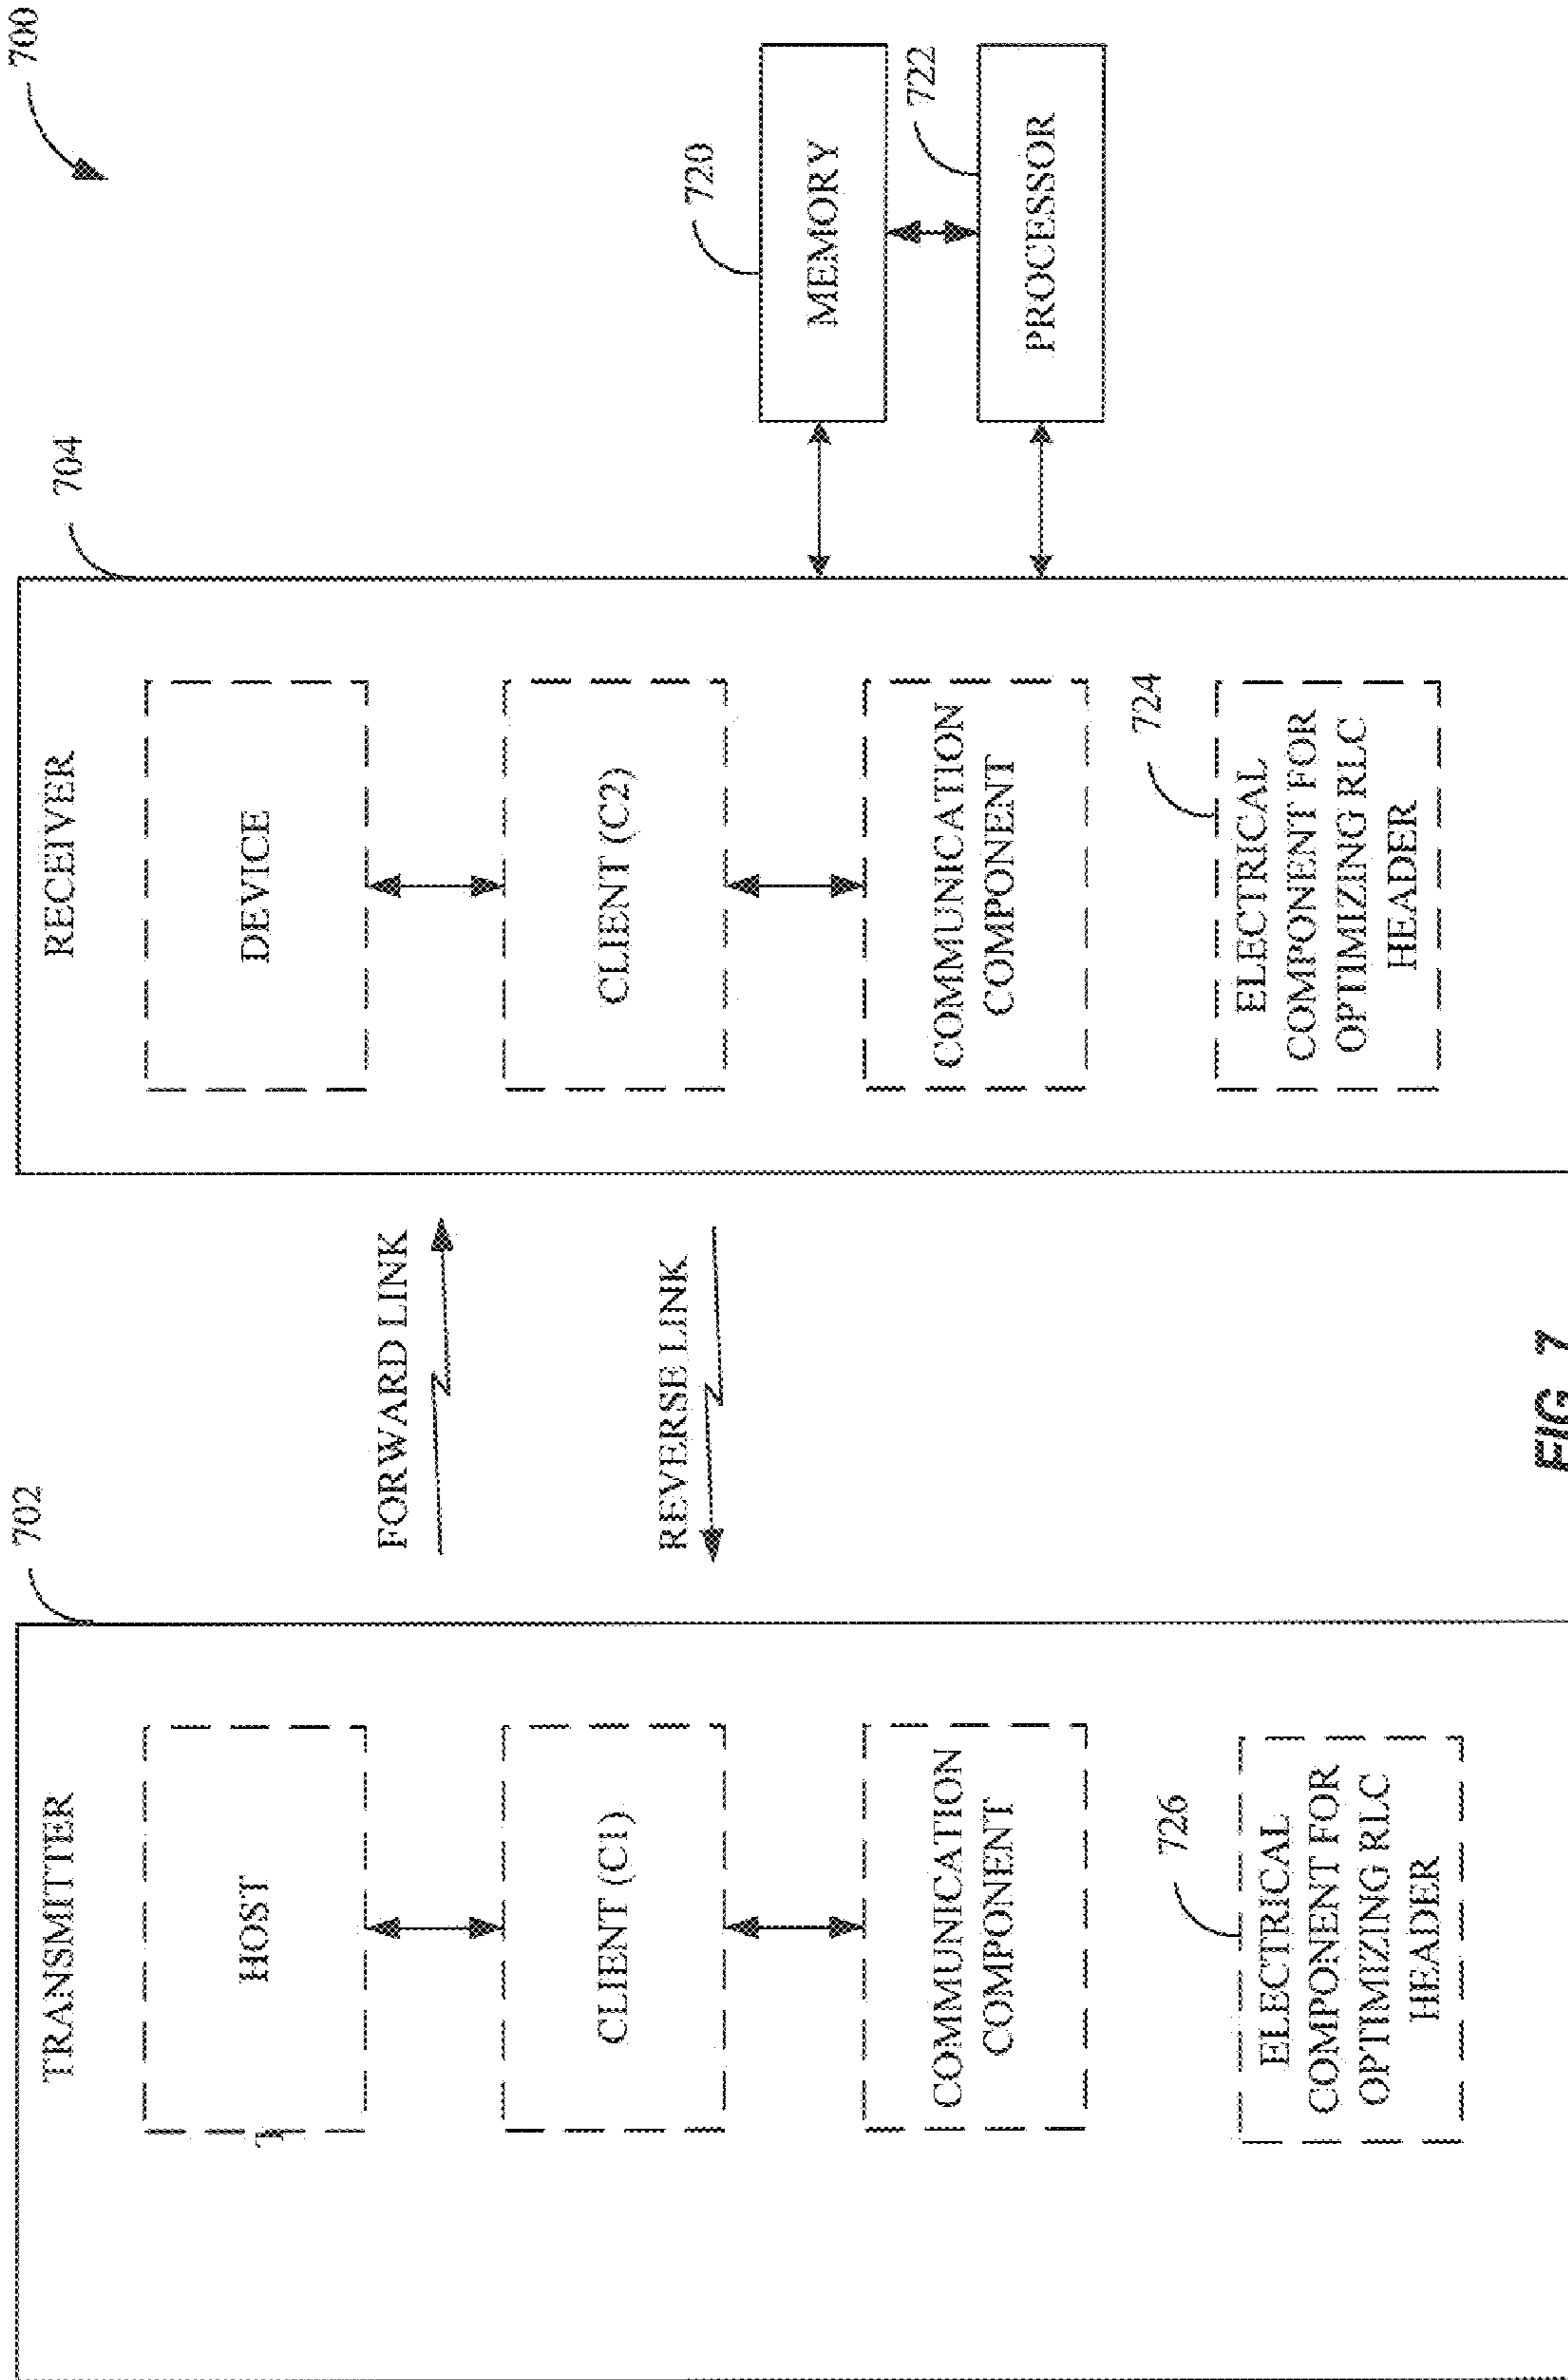 700
702
TRANSMITTER
HOST
CLIENT (C1)
COMMUNICATION
COMPONENT
726
ELECTRICAL
COMPONENT FOR
OPTIMIZING RLC
HEADER
FORWARD LINK
REVERSE LINK
704
RECEIVER
DEVICE
CLIENT (C2)
COMMUNICATION
COMPONENT
724
ELECTRICAL
COMPONENT FOR
OPTIMIZING RLC
HEADER
720
MEMORY
722
PROCESSOR
FIG. 7